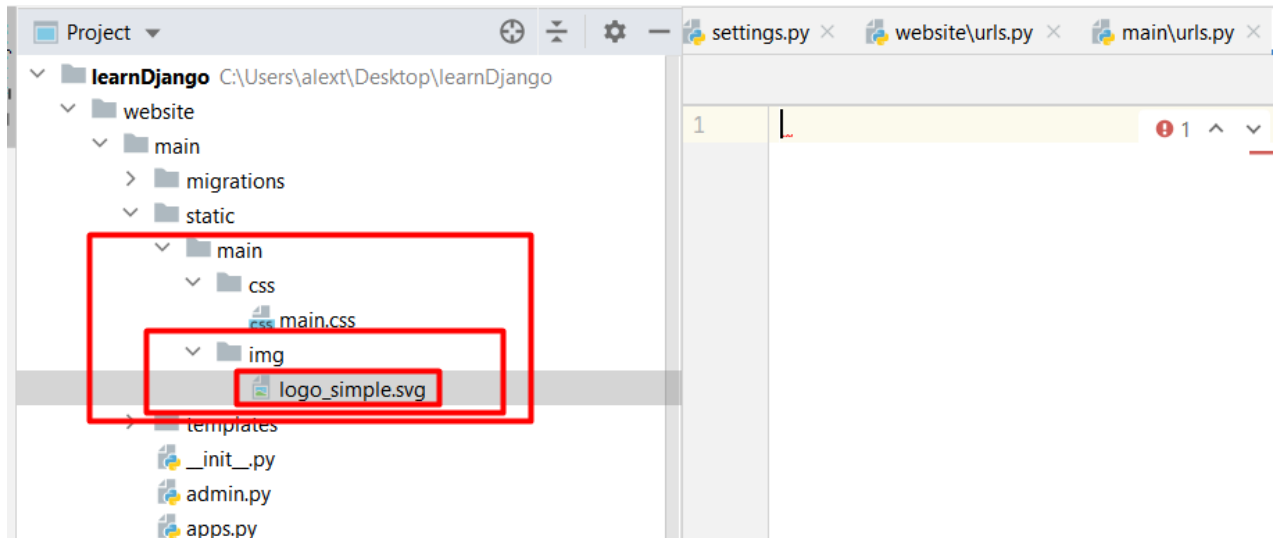 Project
settings.py
website\urls.py
main\urls.py
learnDjango C:\Users\alext\Desktop\learnDjango
website
main
migrations
static
main
css
main.css
img
logo_simple.svg
templates
__init__.py
admin.py
apps.py
1
1